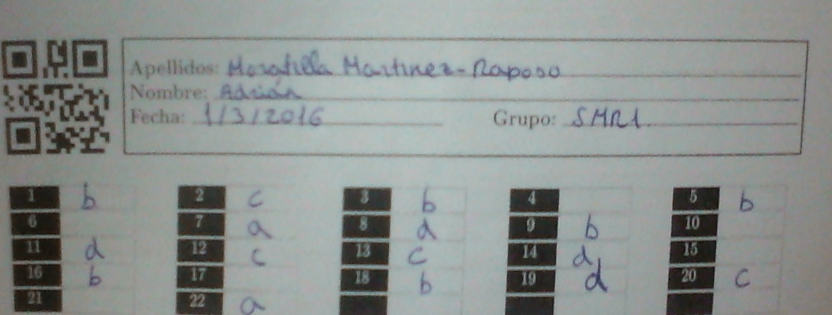 Apellidos: Moratilla Martinez-Raposo
Nombre: Adrián
Fecha: 1/3/2016 Grupo: SMR1
1 b 2 c 3 b 4 5 b
6 7 a 8 d 9 b 10
11 d 12 c 13 c 14 d 15
16 b 17 18 b 19 d 20 c
21 22 a